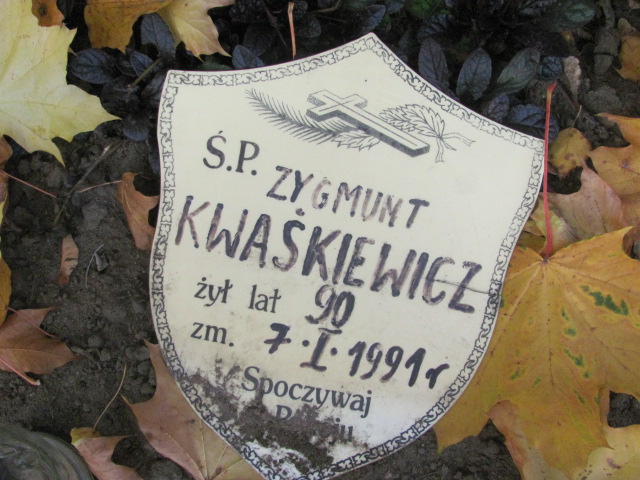 Ś.P. ZYGMUNT
KWAŚKIEWICZ
żył lat 90
zm. 7.I.1991r
Spoczywaj